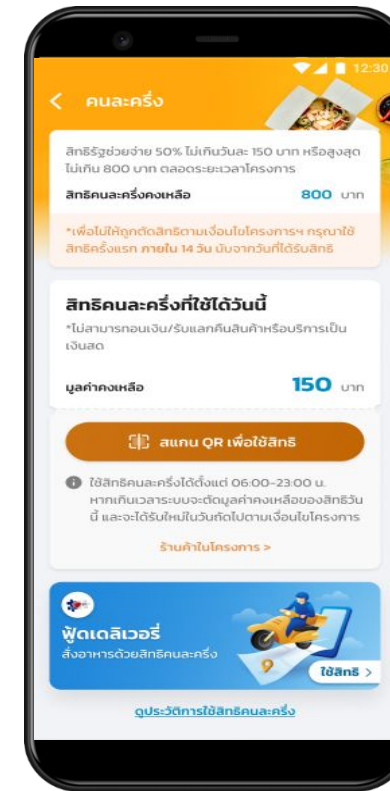 12:30
< คนละครึ่ง
สิทธิรัฐช่วยจ่าย 50% ไม่เกินวันละ 150 บาท หรือสูงสุด
ไม่เกิน 800 บาท ตลอดระยะเวลาโครงการ
สิทธิคนละครึ่งคงเหลือ 800 บาท
*เพื่อไม่ให้ถูกตัดสิทธิตามเงื่อนไขโครงการฯ กรุณาใช้
สิทธิครั้งแรก ภายใน 14 วัน นับจากวันที่ได้รับสิทธิ
สิทธิคนละครึ่งที่ใช้ได้วันนี้
*ไม่สามารถถอนเงิน/รับแลกคืนสินค้าหรือบริการเป็น
เงินสด
มูลค่าคงเหลือ 150 บาท
สแกน QR เพื่อใช้สิทธิ
ใช้สิทธิคนละครึ่งได้ตั้งแต่ 06:00-23:00 น.
หากเกินเวลาระบบจะตัดมูลค่าคงเหลือของสิทธิวัน
นี้ และจะได้รับใหม่ในวันถัดไปตามเงื่อนไขโครงการ
ร้านค้าในโครงการ >
ฟู้ดเดลิเวอรี่
สั่งอาหารด้วยสิทธิคนละครึ่ง
ใช้สิทธิ >
ดูประวัติการใช้สิทธิคนละครึ่ง